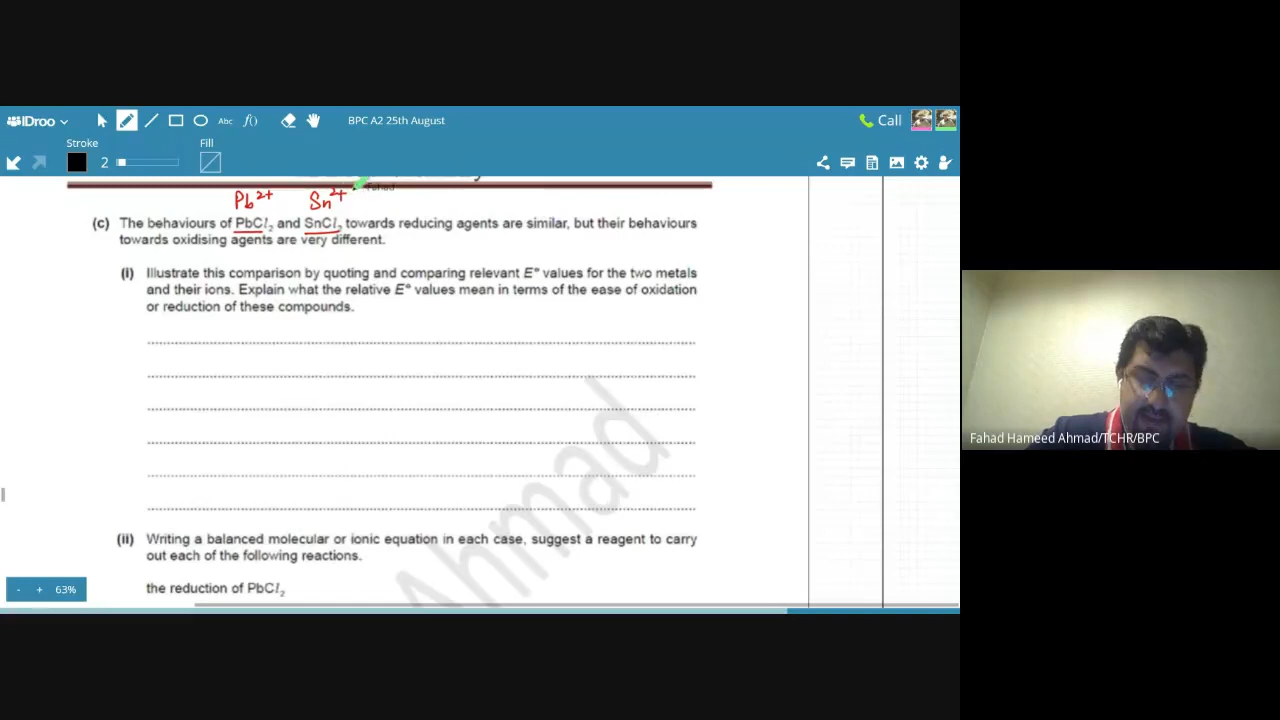 IDroo
Abc
f()
BPC A2 25th August
Call
Stroke
Fill
2
Pb²⁺ Sn²⁺
Fahad
(c) The behaviours of PbCl₂ and SnCl₂ towards reducing agents are similar, but their behaviours
towards oxidising agents are very different.
(i) Illustrate this comparison by quoting and comparing relevant E° values for the two metals
and their ions. Explain what the relative E° values mean in terms of the ease of oxidation
or reduction of these compounds.
Ahmad
(ii) Writing a balanced molecular or ionic equation in each case, suggest a reagent to carry
out each of the following reactions.
the reduction of PbCl₂
- + 63%
Fahad Hameed Ahmad/TCHR/BPC